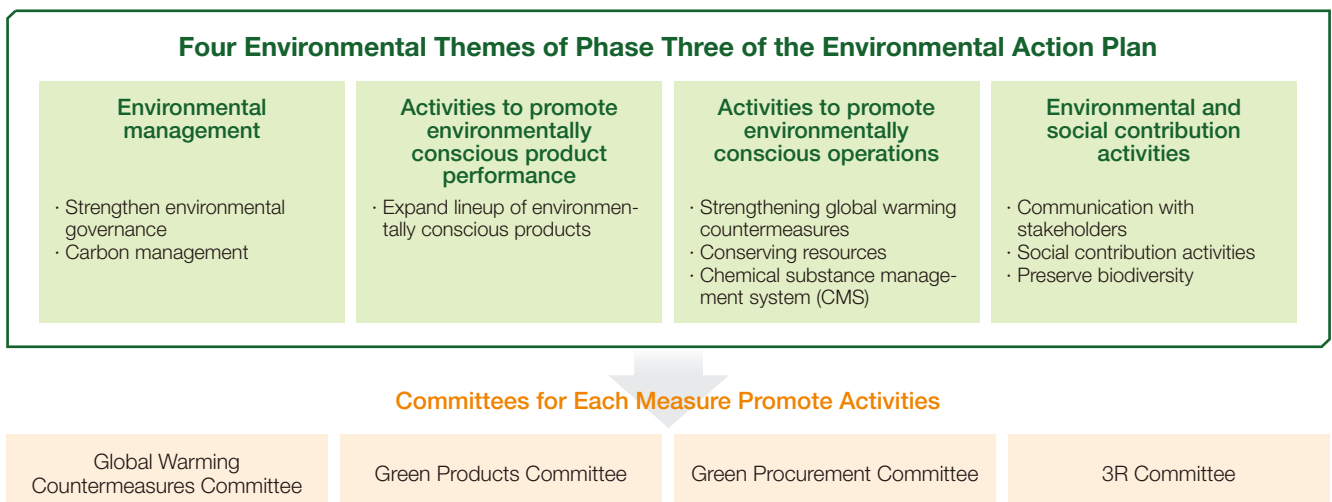 Four Environmental Themes of Phase Three of the Environmental Action Plan
Environmental
management
· Strengthen environmental
governance
· Carbon management
Activities to promote
environmentally
conscious product
performance
· Expand lineup of environmen-
tally conscious products
Activities to promote
environmentally
conscious operations
· Strengthening global warming
countermeasures
· Conserving resources
· Chemical substance manage-
ment system (CMS)
Environmental and
social contribution
activities
· Communication with
stakeholders
· Social contribution activities
· Preserve biodiversity
Committees for Each Measure Promote Activities
Global Warming
Countermeasures Committee
Green Products Committee
Green Procurement Committee
3R Committee